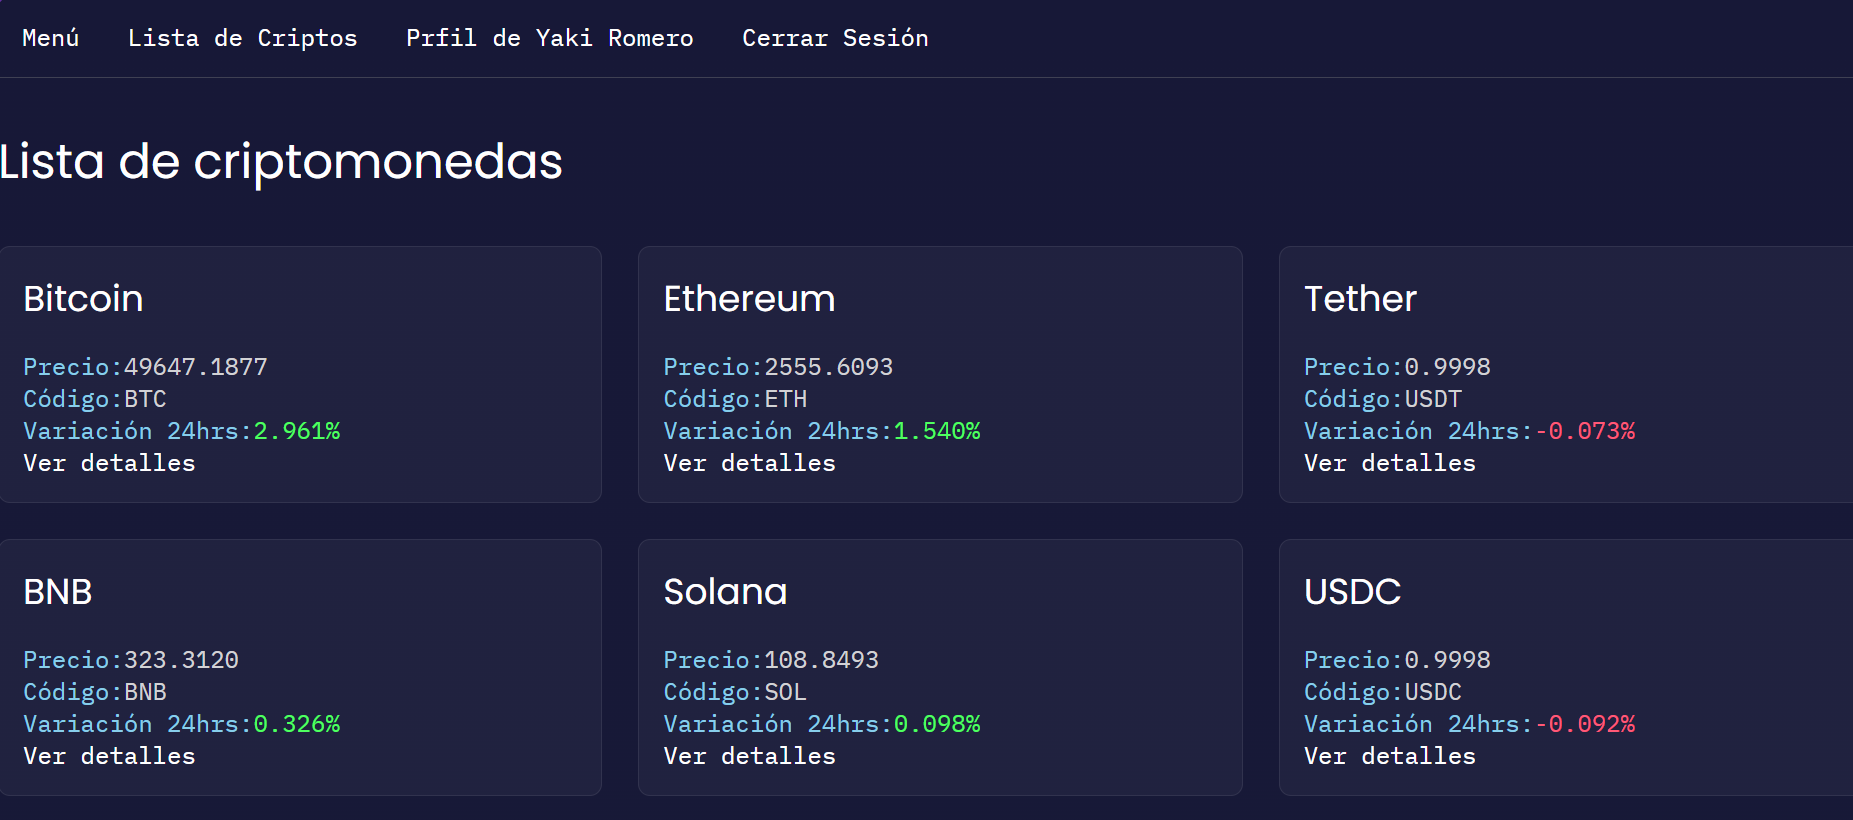 Menú Lista de Criptos Prfil de Yaki Romero Cerrar Sesión
Lista de criptomonedas
Bitcoin
Precio:49647.1877
Código:BTC
Variación 24hrs:2.961%
Ver detalles
Ethereum
Precio:2555.6093
Código:ETH
Variación 24hrs:1.540%
Ver detalles
Tether
Precio:0.9998
Código:USDT
Variación 24hrs:-0.073%
Ver detalles
BNB
Precio:323.3120
Código:BNB
Variación 24hrs:0.326%
Ver detalles
Solana
Precio:108.8493
Código:SOL
Variación 24hrs:0.098%
Ver detalles
USDC
Precio:0.9998
Código:USDC
Variación 24hrs:-0.092%
Ver detalles